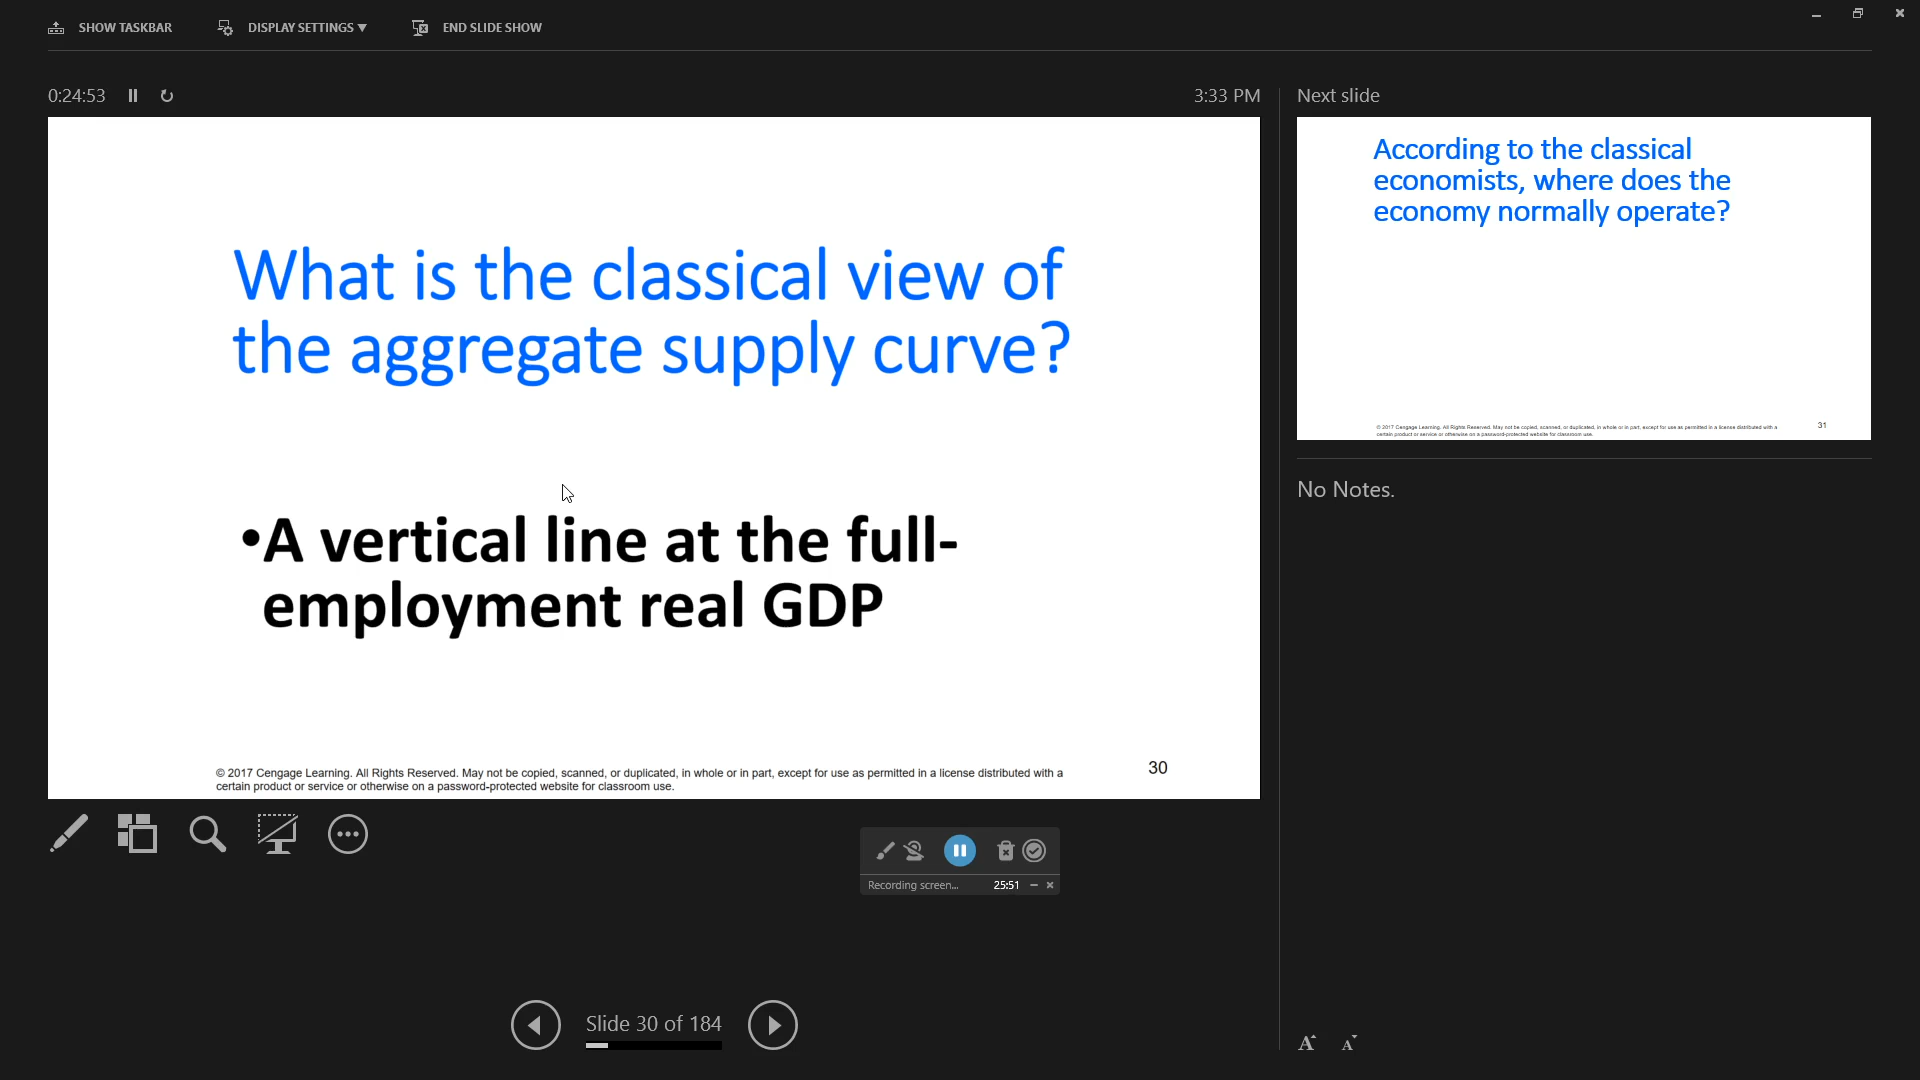 SHOW TASKBAR
DISPLAY SETTINGS ▼
END SLIDE SHOW
0:24:53
3:33 PM
Next slide
What is the classical view of
the aggregate supply curve?
•A vertical line at the full-
employment real GDP
© 2017 Cengage Learning. All Rights Reserved. May not be copied, scanned, or duplicated, in whole or in part, except for use as permitted in a license distributed with a
certain product or service or otherwise on a password-protected website for classroom use.
30
According to the classical
economists, where does the
economy normally operate?
© 2017 Cengage Learning. All Rights Reserved. May not be copied, scanned, or duplicated, in whole or in part, except for use as permitted in a license distributed with a
certain product or service or otherwise on a password-protected website for classroom use.
31
No Notes.
Recording screen...
25:51
Slide 30 of 184
A
A